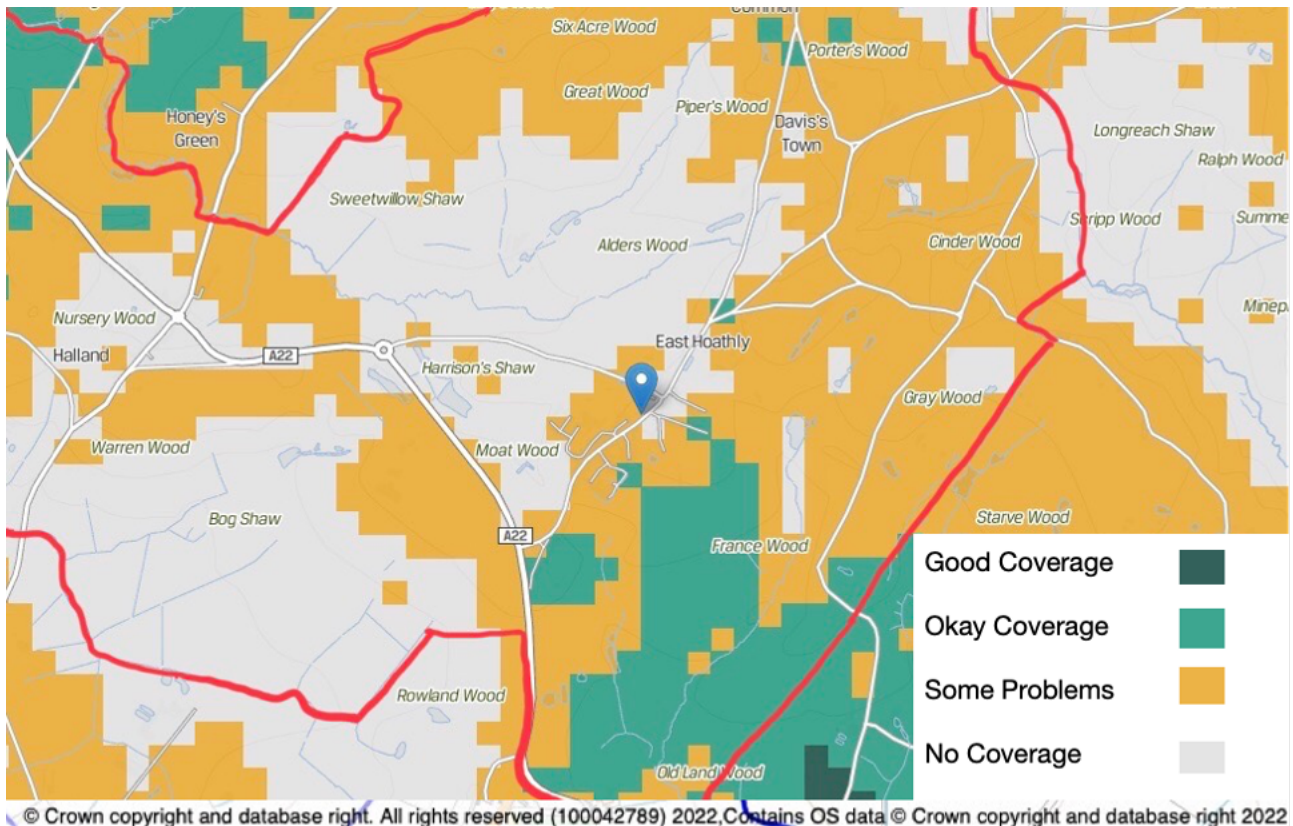 Six Acre Wood
Porter's Wood
Great Wood
Piper's Wood
Honey's
Green
Davis's
Town
Longreach Shaw
Ralph Wood
Sweetwillow Shaw
Scripp Wood
Summe
Alders Wood
Cinder Wood
Minep
Nursery Wood
East Hoathly
Halland
A22
Harrison's Shaw
Gray Wood
Warren Wood
Moat Wood
Bog Shaw
A22
Starve Wood
France Wood
Rowland Wood
Old Land Wood
Good Coverage
Okay Coverage
Some Problems
No Coverage
© Crown copyright and database right. All rights reserved (100042789) 2022,Contains OS data © Crown copyright and database right 2022